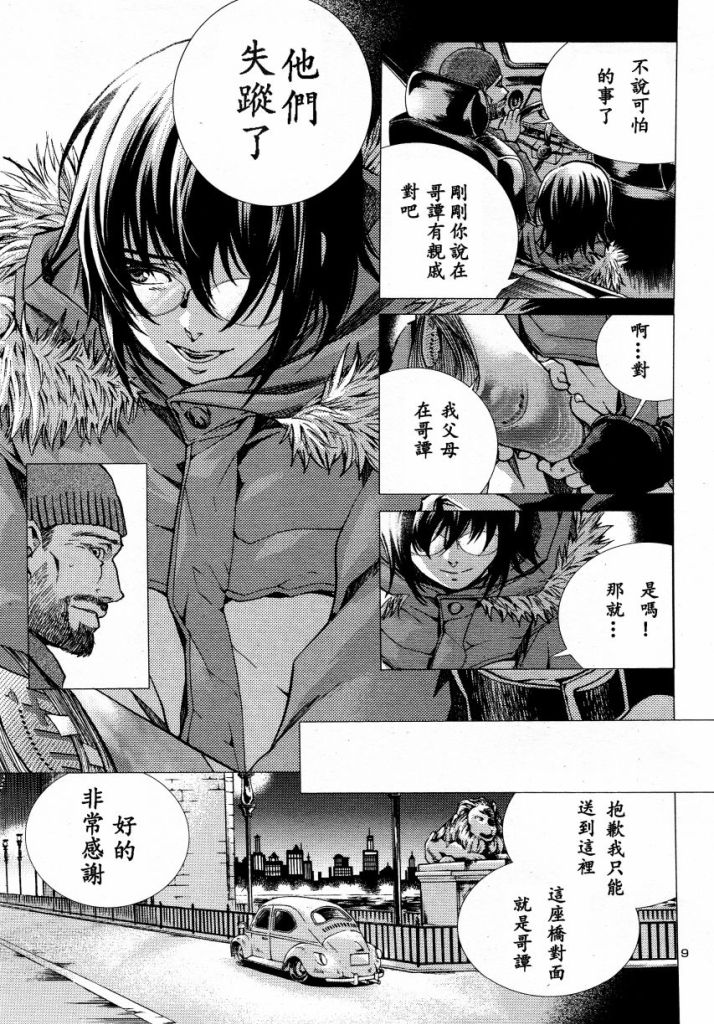 不說可怕
的事了
剛剛你說在
哥譚有親戚
對吧
啊…對
我父母
在哥譚
是嗎!
那就…
他們
失蹤了
抱歉我只能
送到這裡
這座橋對面
就是哥譚
好的
非常感謝
9